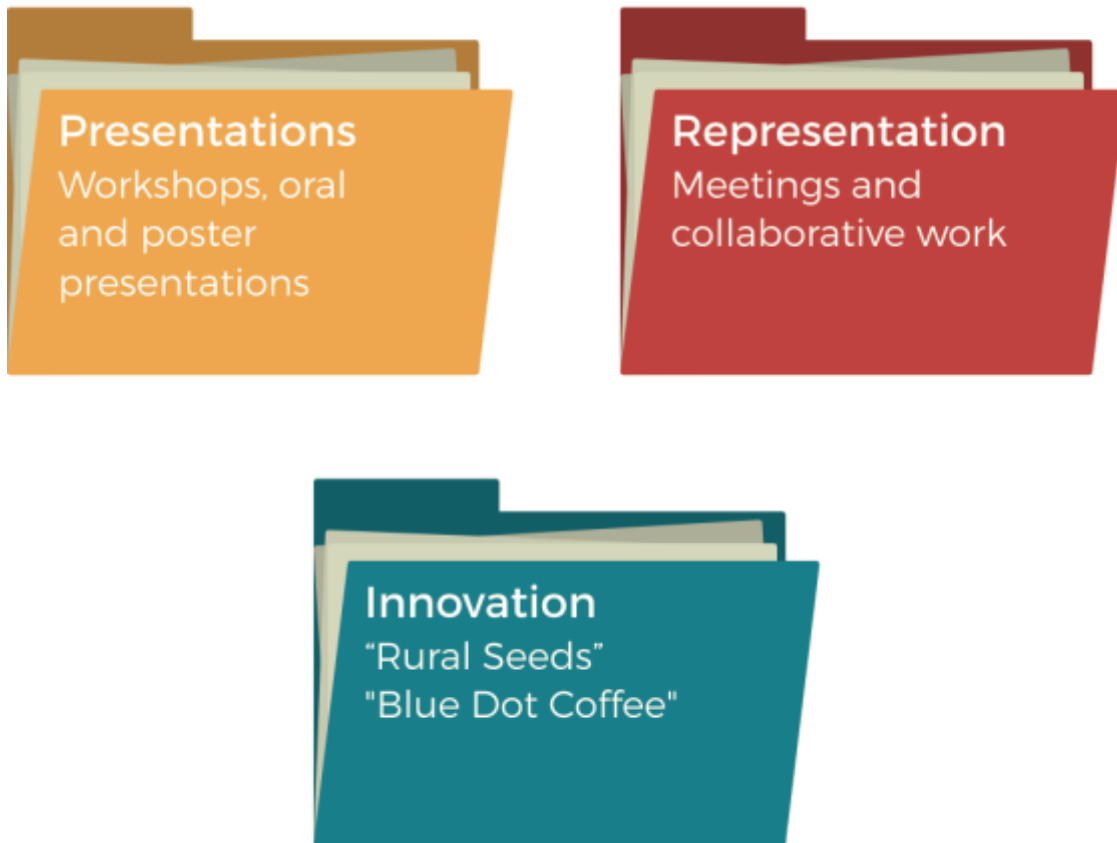 Presentations
Workshops, oral
and poster
presentations
Representation
Meetings and
collaborative work
Innovation
“Rural Seeds”
"Blue Dot Coffee"